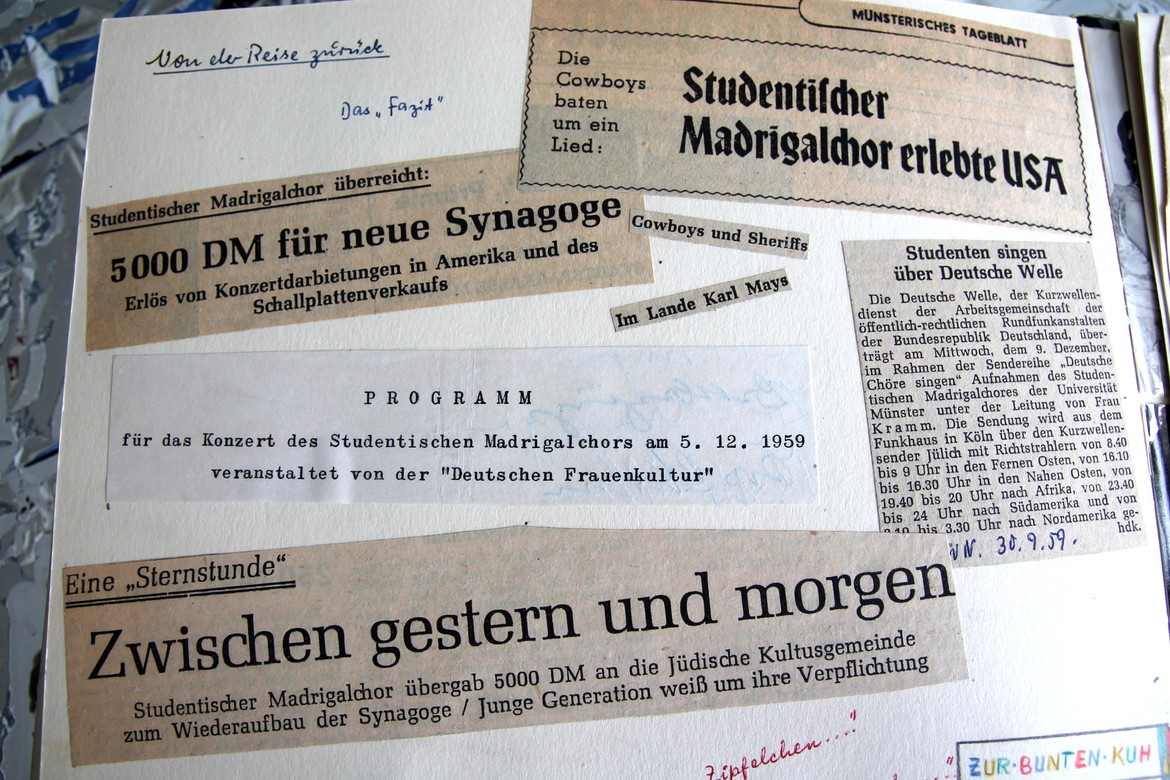 Von der Reise zurück
Das „Fazit"
MÜNSTERISCHES TAGEBLATT
Die
Cowboys
baten
um ein
Lied:
Studentischer
Madrigalchor erlebte USA
Studentischer Madrigalchor überreicht:
5000 DM für neue Synagoge
Erlös von Konzertdarbietungen in Amerika und des
Schallplattenverkaufs
Cowboys und Sheriffs
Im Lande Karl Mays
Studenten singen
über Deutsche Welle
Die Deutsche Welle, der Kurzwellen-
dienst der Arbeitsgemeinschaft der
öffentlich-rechtlichen Rundfunkanstalten
der Bundesrepublik Deutschland, über-
trägt am Mittwoch, dem 9. Dezember,
im Rahmen der Sendereihe „Deutsche
Chöre singen“ Aufnahmen des Studen-
tischen Madrigalchores der Universität
Münster unter der Leitung von Frau
Kramm. Die Sendung wird aus dem
Funkhaus in Köln über den Kurzwellen-
sender Jülich mit Richtstrahlern von 8.40
bis 9 Uhr in den Fernen Osten, von 16.10
bis 16.30 Uhr in den Nahen Osten, von
19.40 bis 20 Uhr nach Afrika, von 23.40
bis 24 Uhr nach Südamerika und von
3.10 bis 3.30 Uhr nach Nordamerika ge-
hdk.
WN. 30.9.59.
PROGRAMM
für das Konzert des Studentischen Madrigalchors am 5. 12. 1959
veranstaltet von der "Deutschen Frauenkultur"
Eine „Sternstunde“
Zwischen gestern und morgen
Studentischer Madrigalchor übergab 5000 DM an die Jüdische Kultusgemeinde
zum Wiederaufbau der Synagoge / Junge Generation weiß um ihre Verpflichtung
Zipfelchen...!"
ZUR·BUNTEN·KUH